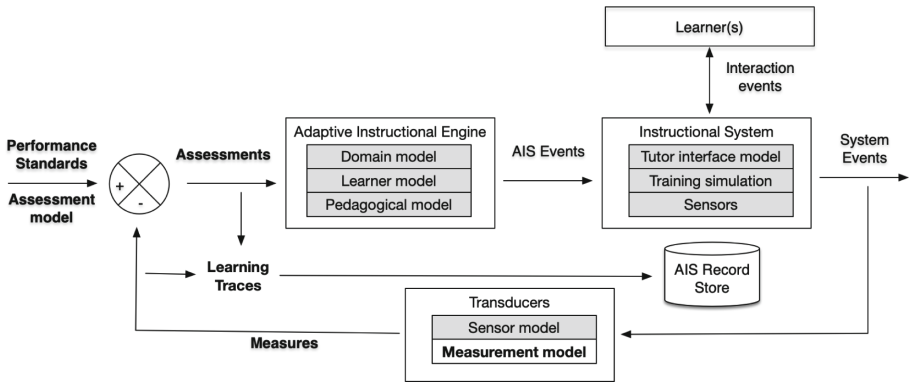 Learner(s)
Interaction
events
Performance
Standards
Assessment
model
+
-
Assessments
Adaptive Instructional Engine
Domain model
Learner model
Pedagogical model
AIS Events
Instructional System
Tutor interface model
Training simulation
Sensors
System
Events
Learning
Traces
AIS Record
Store
Transducers
Sensor model
Measurement model
Measures